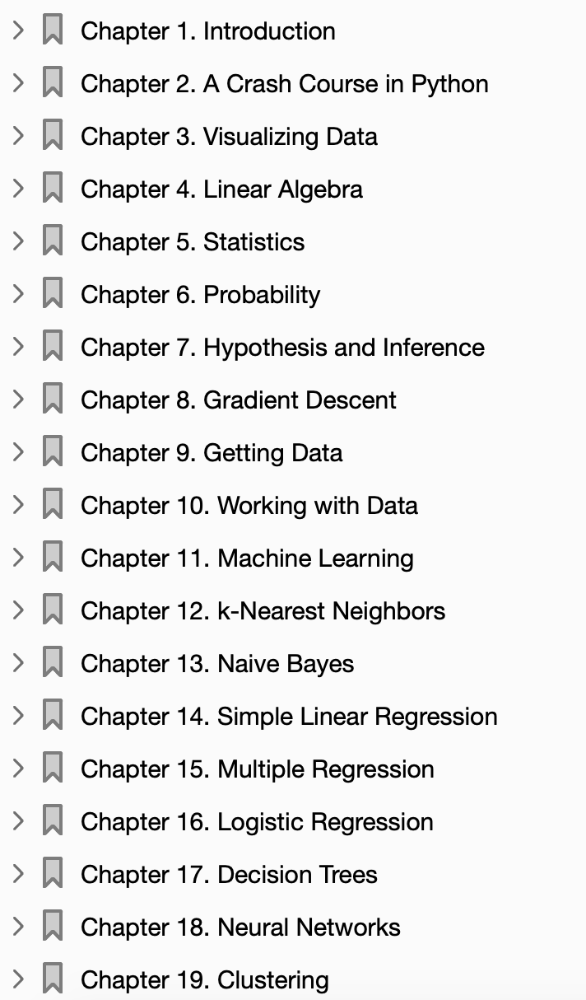 Chapter 1. Introduction
Chapter 2. A Crash Course in Python
Chapter 3. Visualizing Data
Chapter 4. Linear Algebra
Chapter 5. Statistics
Chapter 6. Probability
Chapter 7. Hypothesis and Inference
Chapter 8. Gradient Descent
Chapter 9. Getting Data
Chapter 10. Working with Data
Chapter 11. Machine Learning
Chapter 12. k-Nearest Neighbors
Chapter 13. Naive Bayes
Chapter 14. Simple Linear Regression
Chapter 15. Multiple Regression
Chapter 16. Logistic Regression
Chapter 17. Decision Trees
Chapter 18. Neural Networks
Chapter 19. Clustering